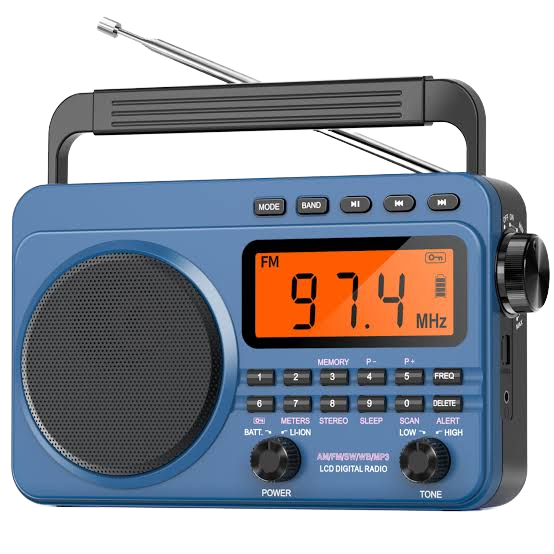 MODE BAND
FM
97.4 MHz
MEMORY P- P+
1 2 3 4 5 FREQ
6 7 8 9 0 DELETE
METERS STEREO SLEEP SCAN ALERT
BATT. LI-ION LOW HIGH
AM/FM/SW/WB/MP3
LCD DIGITAL RADIO
POWER TONE